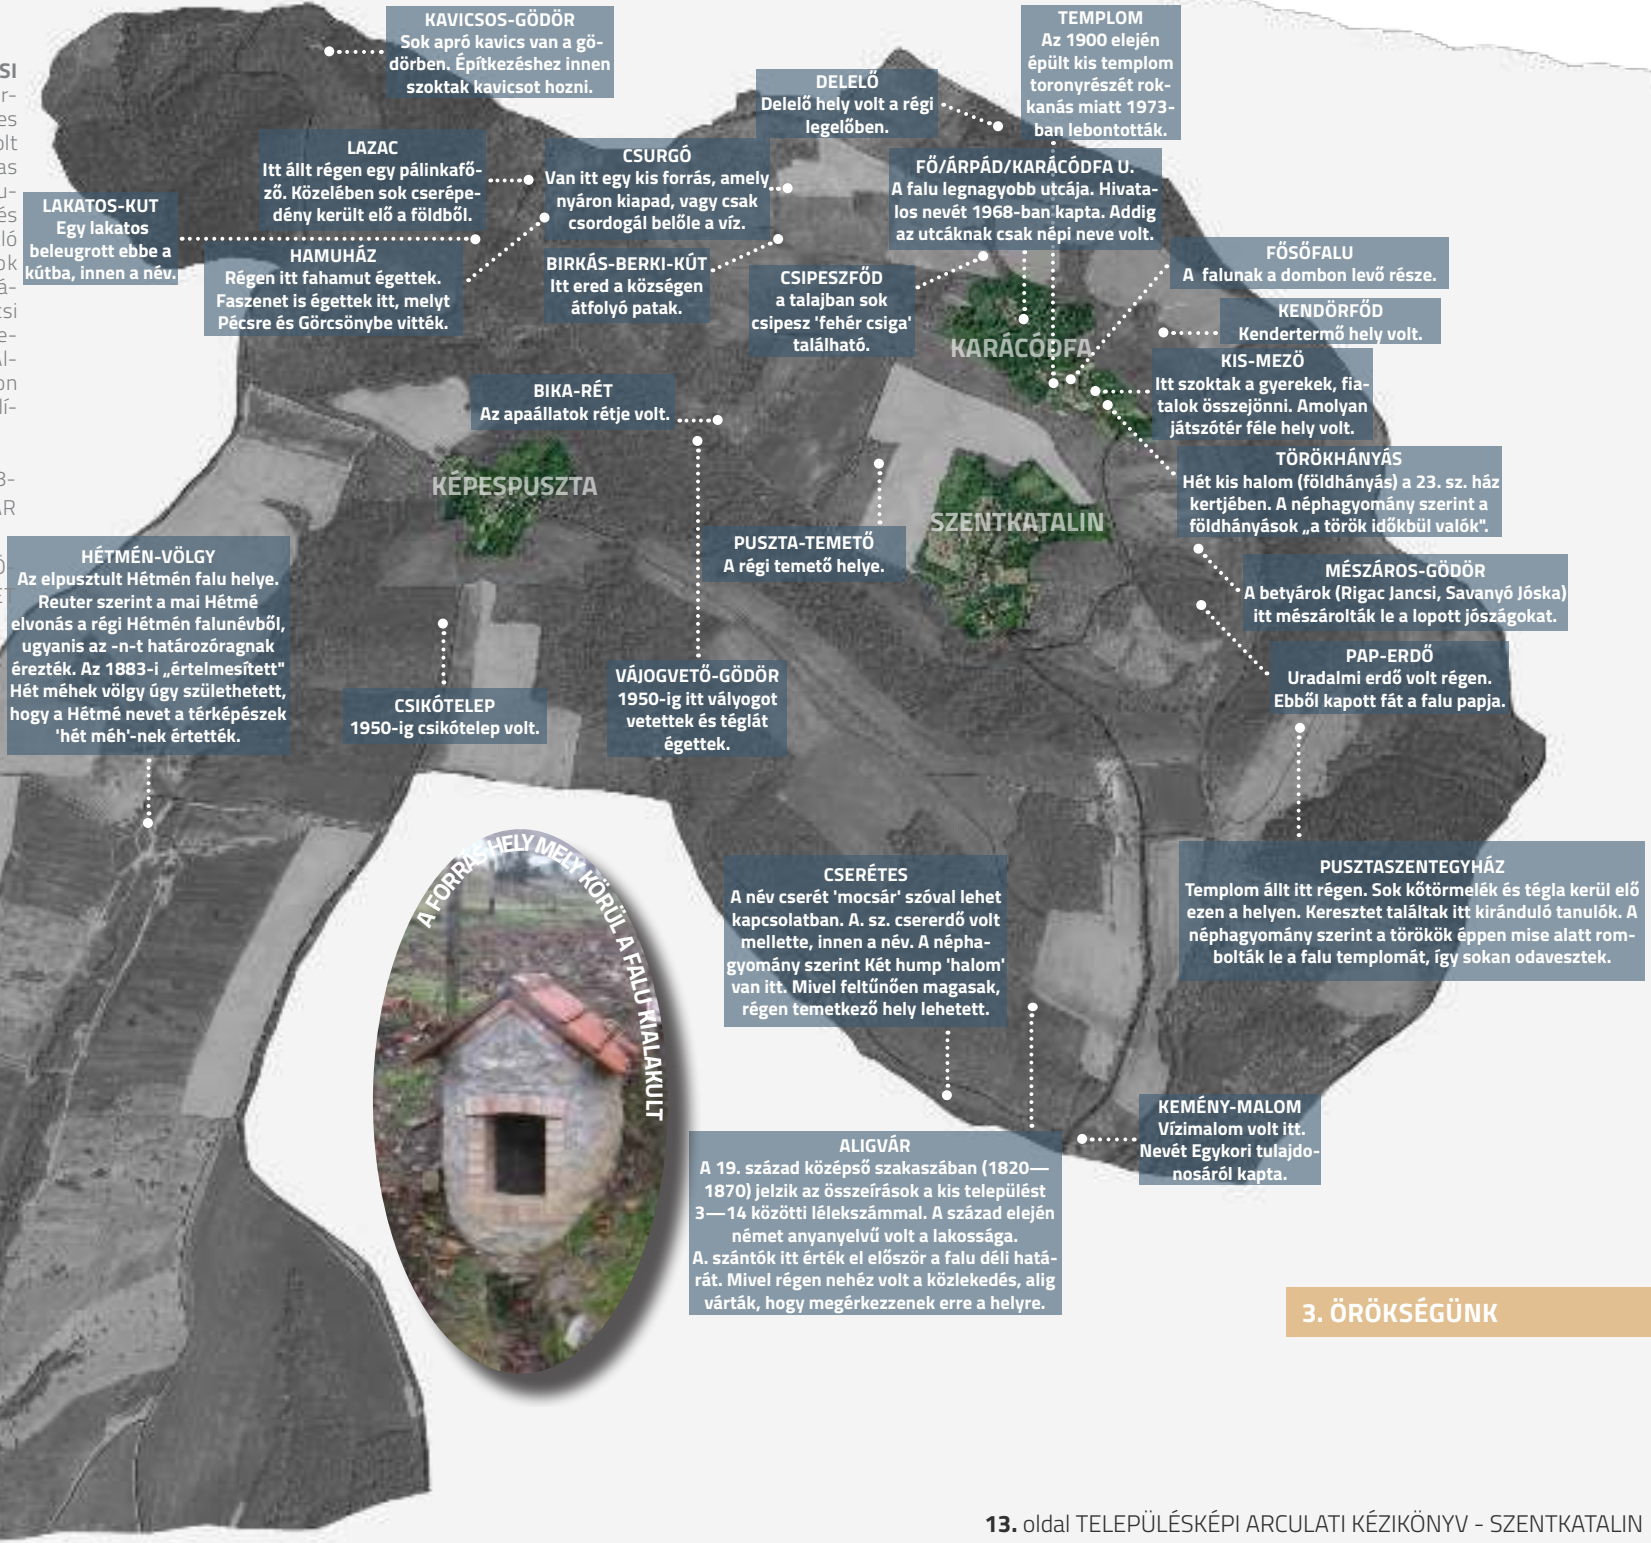 KAVICSOS-GÖDÖR
Sok apró kavics van a gö-
dörben. Építkezéshez innen
szoktak kavicsot hozni.
TEMPLOM
Az 1900 elején
épült kis templom
toronyrészét rok-
kanás miatt 1973-
ban lebontották.
DELELŐ
Delelő hely volt a régi
legelőben.
LAZAC
Itt állt régen egy pálinkafő-
ző. Közelében sok cserépe-
dény került elő a földből.
CSURGÓ
Van itt egy kis forrás, amely
nyáron kiapad, vagy csak
csordogál belőle a víz.
FŐ/ÁRPÁD/KARÁCÓDFA U.
A falu legnagyobb utcája. Hivata-
los nevét 1968-ban kapta. Addig
az utcáknak csak népi neve volt.
LAKATOS-KUT
Egy lakatos
beleugrott ebbe a
kútba, innen a név.
HAMUHÁZ
Régen itt fahamut égettek.
Faszenet is égettek itt, melyt
Pécsre és Görcsönybe vitték.
BIRKÁS-BERKI-KÚT
Itt ered a községen
átfolyó patak.
CSIPESZFŐD
a talajban sok
csipesz 'fehér csiga'
található.
FŐSŐFALU
A falunak a dombon levő része.
KENDÖRFŐD
Kendertermő hely volt.
KARÁCÓDFA
KIS-MEZÖ
Itt szoktak a gyerekek, fia-
talok összejönni. Amolyan
játszótér féle hely volt.
BIKA-RÉT
Az apaállatok rétje volt.
TÖRÖKHÁNYÁS
Hét kis halom (földhányás) a 23. sz. ház
kertjében. A néphagyomány szerint a
földhányások „a török időkbül valók".
KÉPESPUSZTA
SZENTKATALIN
PUSZTA-TEMETŐ
A régi temető helye.
HÉTMÉN-VÖLGY
Az elpusztult Hétmén falu helye.
Reuter szerint a mai Hétmé
elvonás a régi Hétmén falunévből,
ugyanis az -n-t határozóragnak
érezték. Az 1883-i „értelmesített"
Hét méhek völgy úgy születhetett,
hogy a Hétmé nevet a térképészek
'hét méh'-nek értették.
MÉSZÁROS-GÖDÖR
A betyárok (Rigac Jancsi, Savanyó Jóska)
itt mészárolták le a lopott jószágokat.
PAP-ERDŐ
Uradalmi erdő volt régen.
Ebből kapott fát a falu papja.
CSIKÓTELEP
1950-ig csikótelep volt.
VÁJOGVETŐ-GÖDÖR
1950-ig itt vályogot
vetettek és téglát
égettek.
A FORRÁS HELY MELY KÖRÜL A FALU KIALAKULT
CSERÉTES
A név cserét 'mocsár' szóval lehet
kapcsolatban. A. sz. csererdő volt
mellette, innen a név. A népha-
gyomány szerint Két hump 'halom'
van itt. Mivel feltűnően magasak,
régen temetkező hely lehetett.
PUSZTASZENTEGYHÁZ
Templom állt itt régen. Sok kőtörmelék és tégla kerül elő
ezen a helyen. Keresztet találtak itt kiránduló tanulók. A
néphagyomány szerint a törökök éppen mise alatt rom-
bolták le a falu templomát, így sokan odavesztek.
KEMÉNY-MALOM
Vízimalom volt itt.
Nevét Egykori tulajdo-
nosáról kapta.
ALIGVÁR
A 19. század középső szakaszában (1820—
1870) jelzik az összeírások a kis települést
3—14 közötti lélekszámmal. A század elején
német anyanyelvű volt a lakossága.
A. szántók itt érték el először a falu déli hatá-
rát. Mivel régen nehéz volt a közlekedés, alig
várták, hogy megérkezzenek erre a helyre.
3. ÖRÖKSÉGÜNK
13. oldal TELEPÜLÉSKÉPI ARCULATI KÉZIKÖNYV - SZENTKATALIN